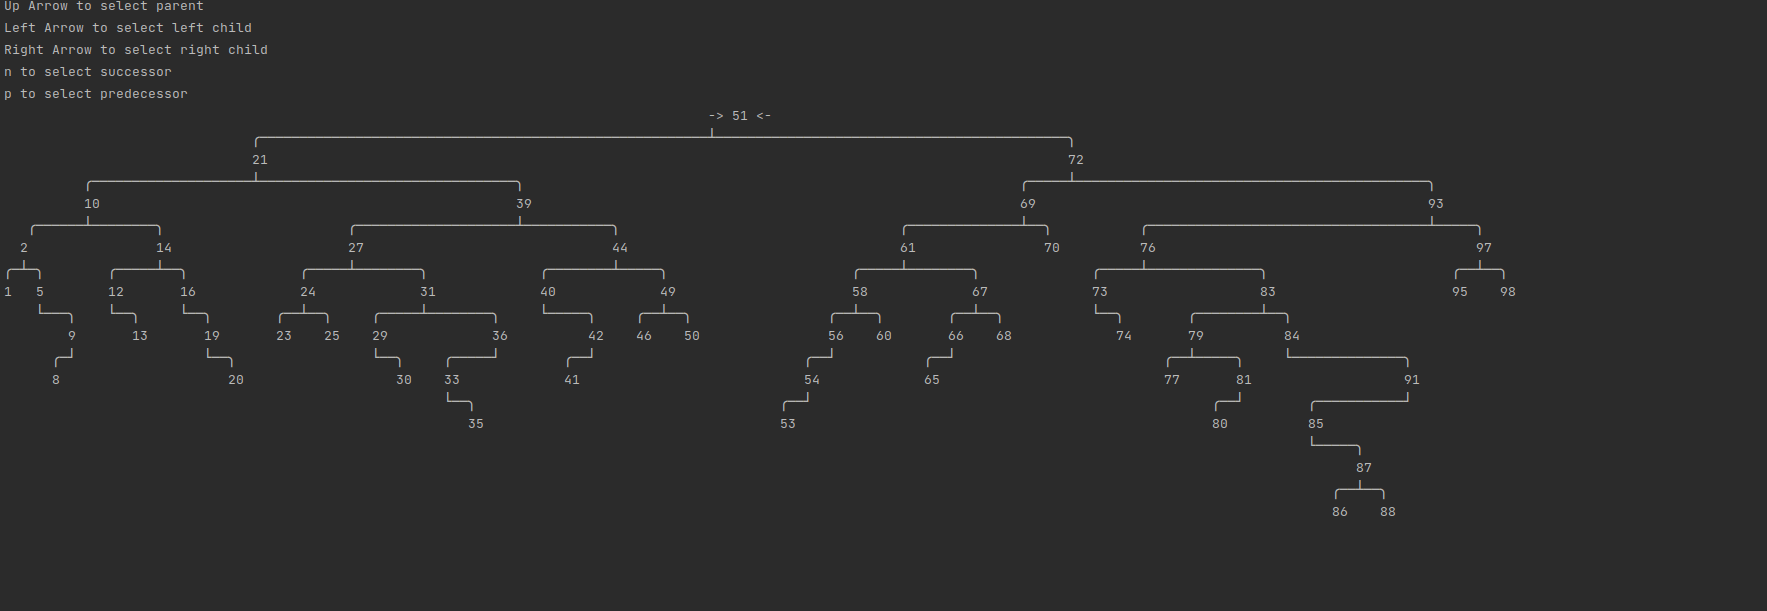 Up Arrow to select parent
Left Arrow to select left child
Right Arrow to select right child
n to select successor
p to select predecessor
-> 51 <-
21 72
10 39 69 93
2 14 27 44 61 70 76 97
1 5 12 16 24 31 40 49 58 67 73 83 95 98
9 13 19 23 25 29 36 42 46 50 56 60 66 68 74 79 84
8 20 30 33 41 54 65 77 81 91
35 53 80 85
87
86 88